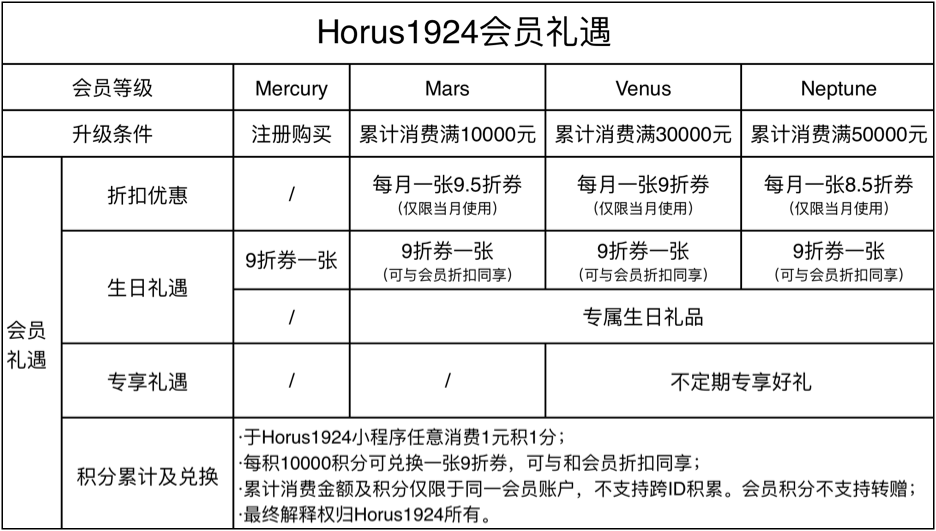 Horus1924会员礼遇
会员等级 Mercury Mars Venus Neptune
升级条件 注册购买 累计消费满10000元 累计消费满30000元 累计消费满50000元
会员
礼遇
折扣优惠 / 每月一张9.5折券 每月一张9折券 每月一张8.5折券
（仅限当月使用） （仅限当月使用） （仅限当月使用）
生日礼遇
9折券一张 9折券一张 9折券一张 9折券一张
（可与会员折扣同享） （可与会员折扣同享） （可与会员折扣同享）
/ 专属生日礼品
专享礼遇 / / 不定期专享好礼
积分累计及兑换
·于Horus1924小程序任意消费1元积1分；
·每积10000积分可兑换一张9折券，可与和会员折扣同享；
·累计消费金额及积分仅限于同一会员账户，不支持跨ID积累。会员积分不支持转赠；
·最终解释权归Horus1924所有。